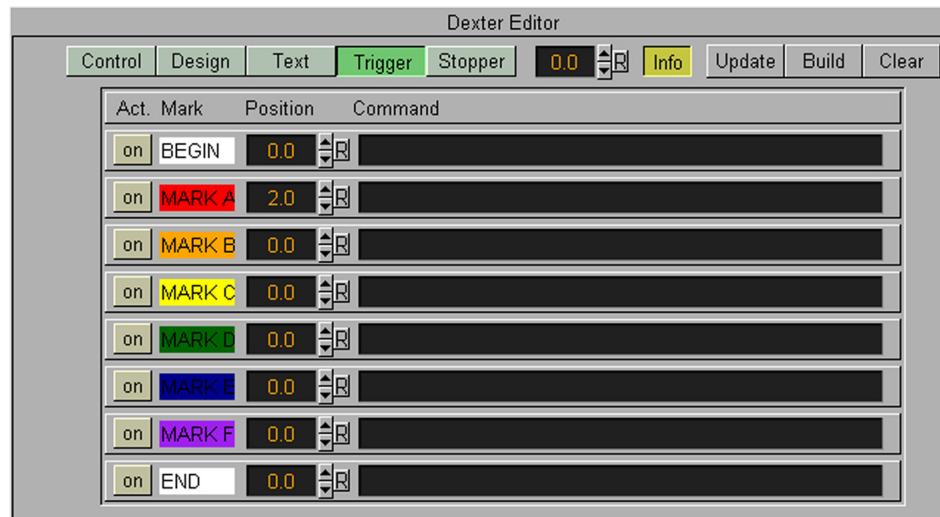 Dexter Editor
Control Design Text Trigger Stopper 0.0 R Info Update Build Clear
Act. Mark Position Command
on BEGIN 0.0 R
on MARK A 2.0 R
on MARK B 0.0 R
on MARK C 0.0 R
on MARK D 0.0 R
on MARK E 0.0 R
on MARK F 0.0 R
on END 0.0 R